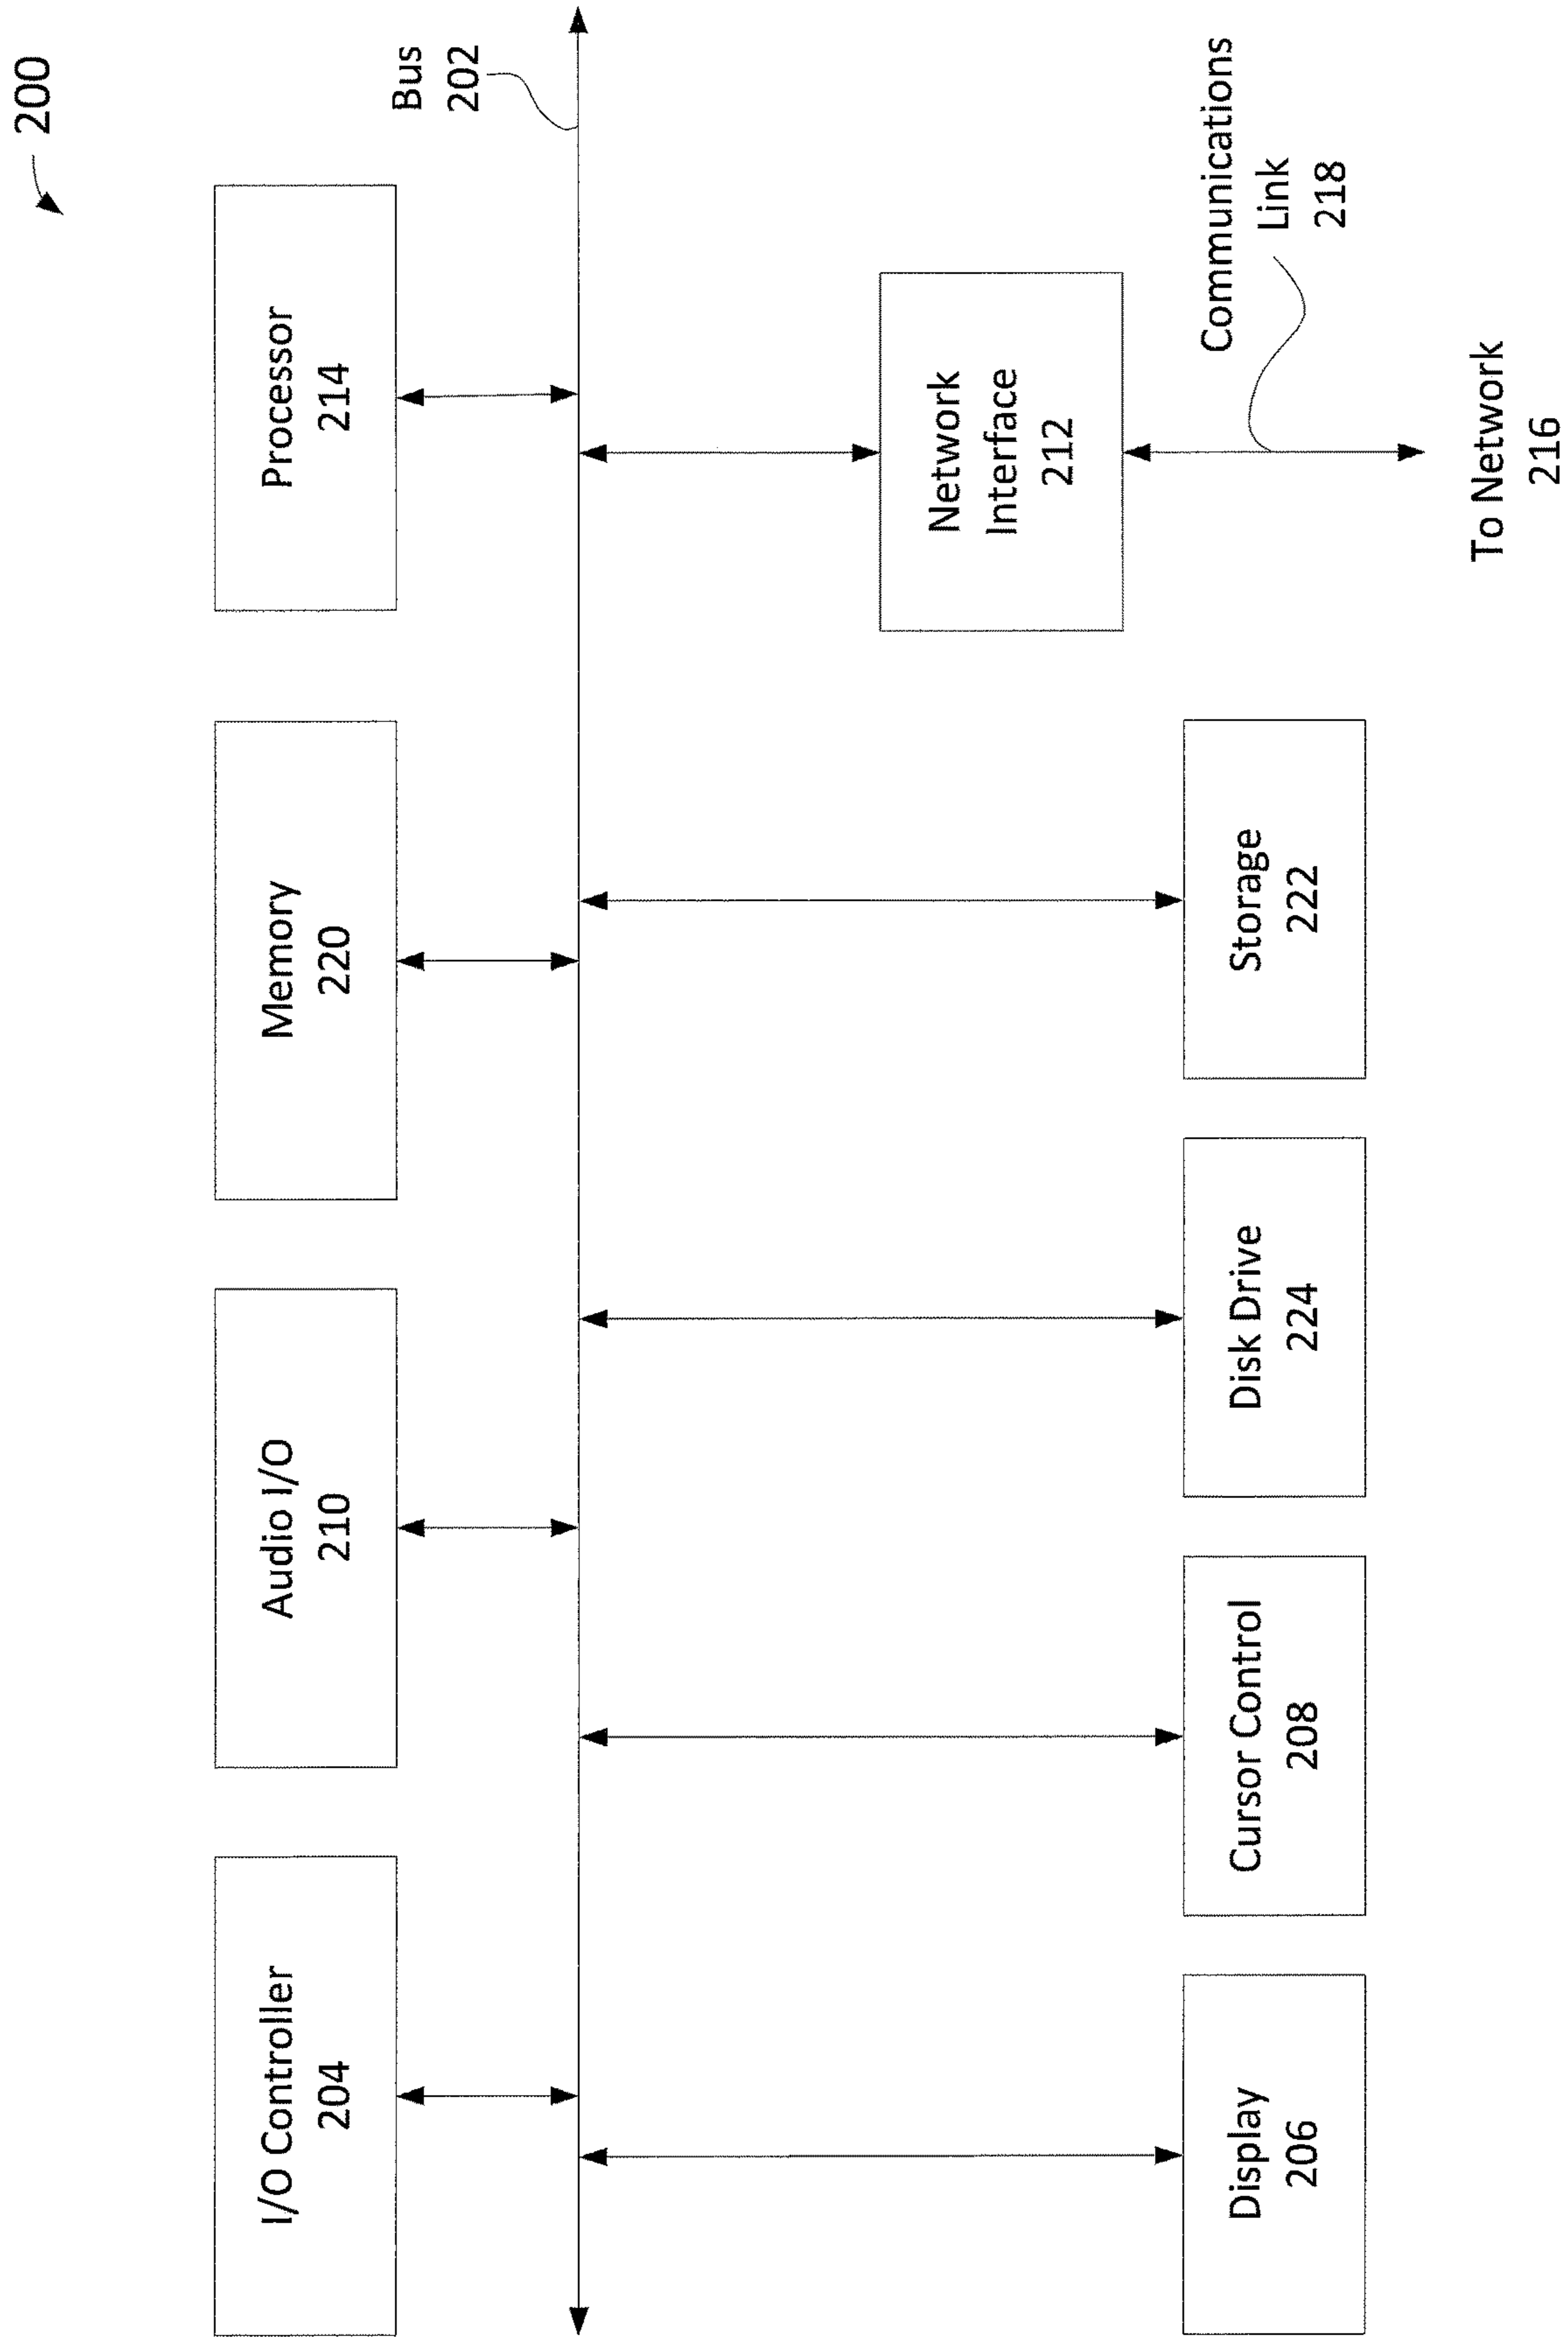 200
I/O Controller
204
Audio I/O
210
Memory
220
Processor
214
Bus
202
Network
Interface
212
Communications
Link
218
Display
206
Cursor Control
208
Disk Drive
224
Storage
222
To Network
216